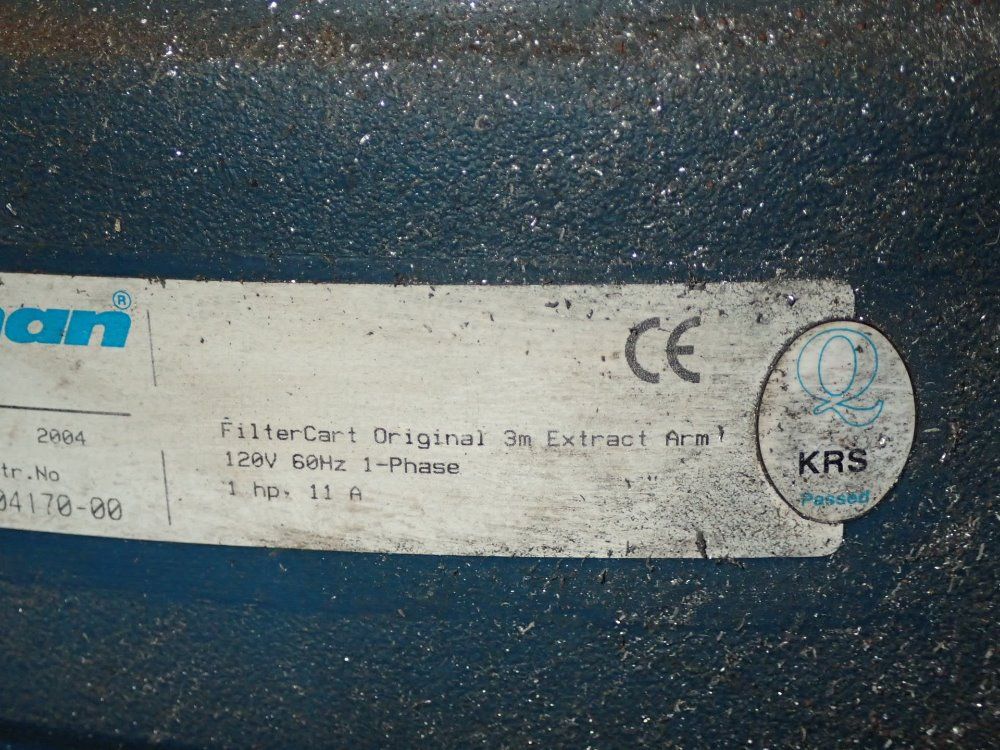 an®
2004
tr.No
04170-00
FilterCart Original 3m Extract Arm
120V 60Hz 1-Phase
1 hp, 11 A
CE
Q
KRS
Passed